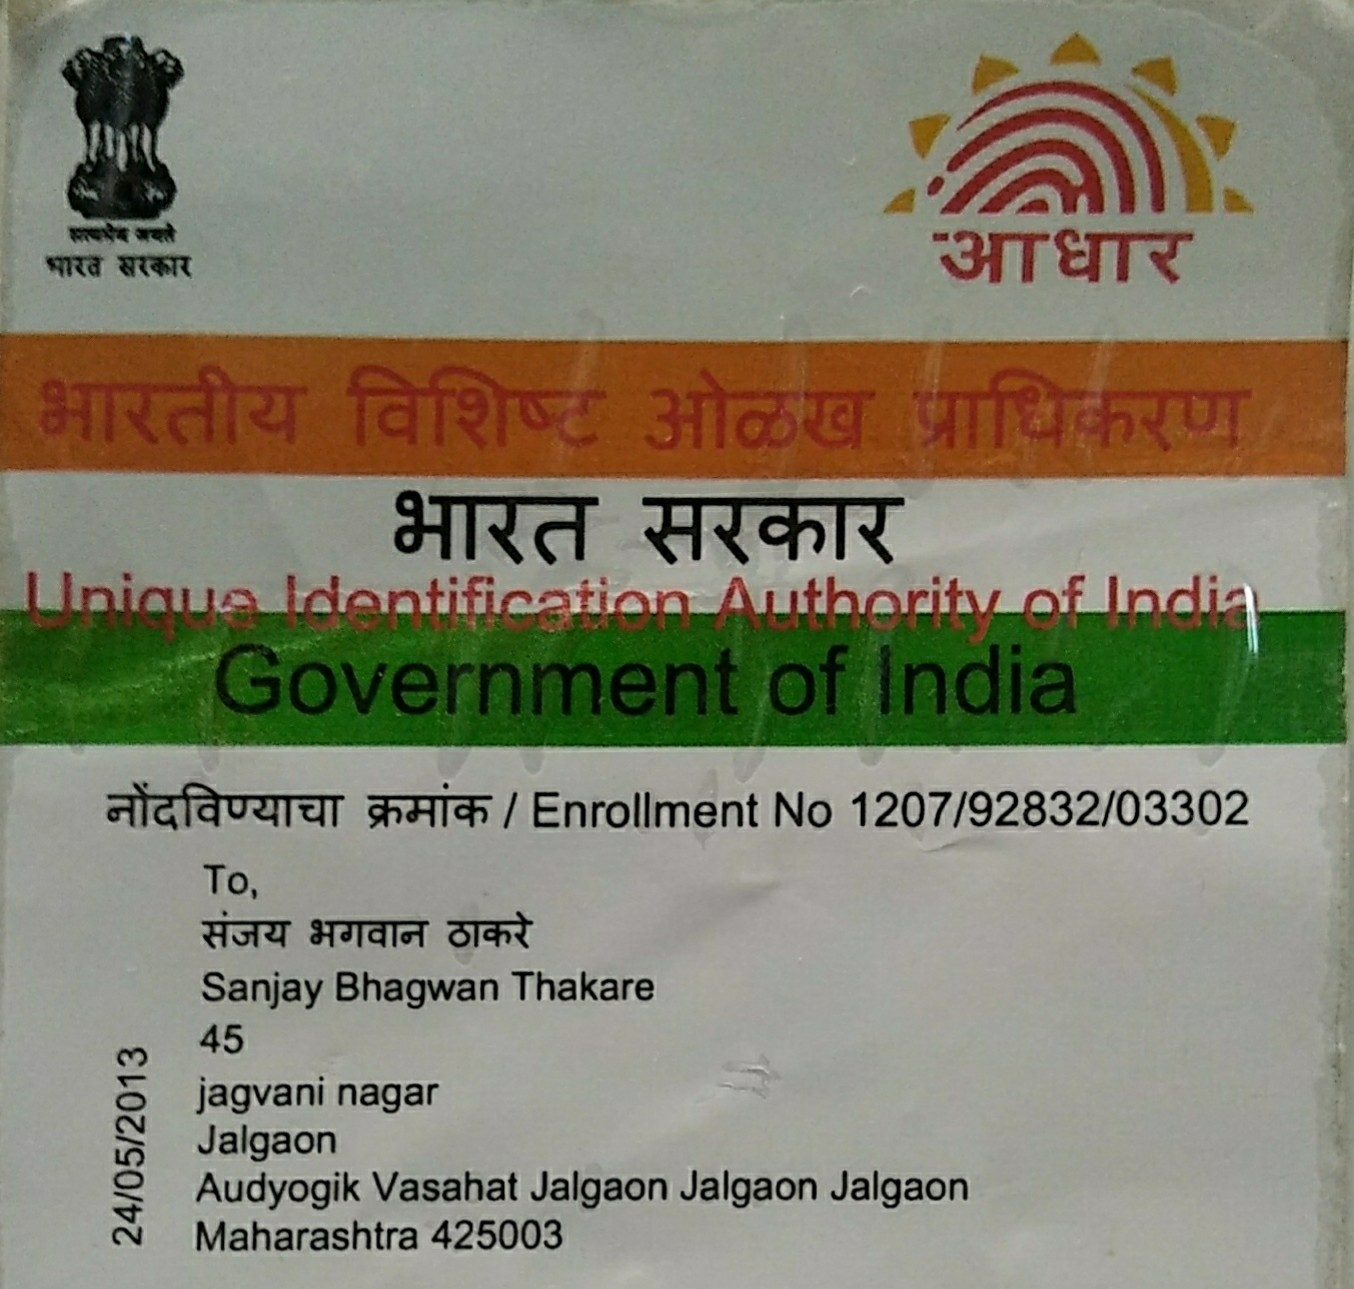 सत्यमेव जयते
भारत सरकार
आधार
भारतीय विशिष्ट ओळख प्राधिकरण
भारत सरकार
Unique Identification Authority of India
Government of India
नोंदविण्याचा क्रमांक / Enrollment No 1207/92832/03302
To,
संजय भगवान ठाकरे
Sanjay Bhagwan Thakare
45
jagvani nagar
Jalgaon
Audyogik Vasahat Jalgaon Jalgaon Jalgaon
Maharashtra 425003
24/05/2013